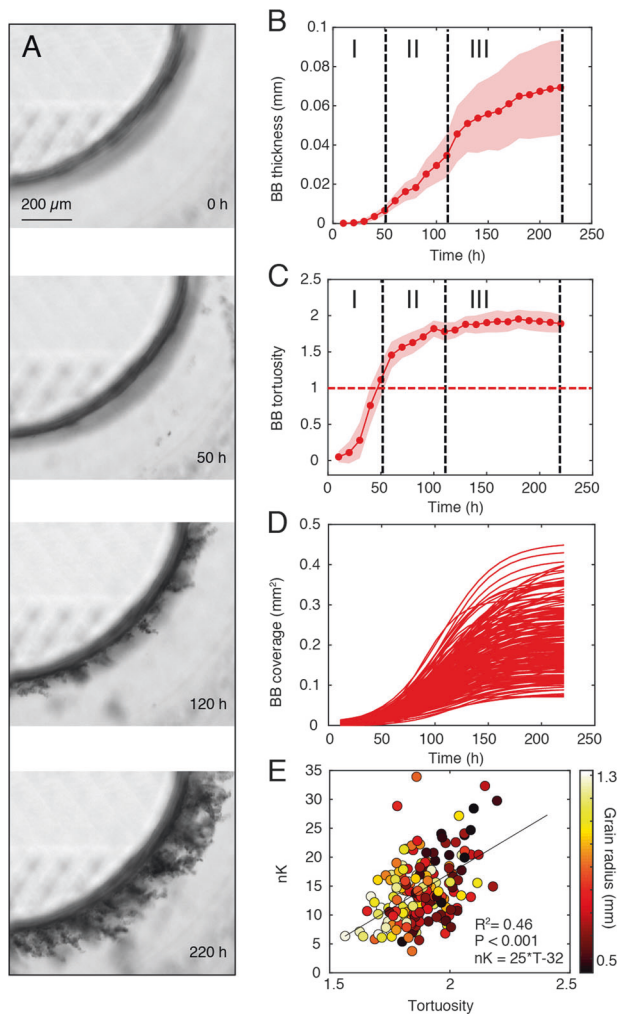 A
200 µm
0 h
50 h
120 h
220 h
B
I II III
0.1
0.08
0.06
0.04
0.02
0
BB thickness (mm)
0 50 100 150 200 250
Time (h)
C
I II III
2.5
2
1.5
1
0.5
0
BB tortuosity
0 50 100 150 200 250
Time (h)
D
0.5
0.4
0.3
0.2
0.1
0
BB coverage (mm²)
0 50 100 150 200 250
Time (h)
E
35
30
25
20
15
10
5
0
nK
R²= 0.46
P < 0.001
nK = 25*T-32
1.5 2 2.5
Tortuosity
1.3
0.5
Grain radius (mm)